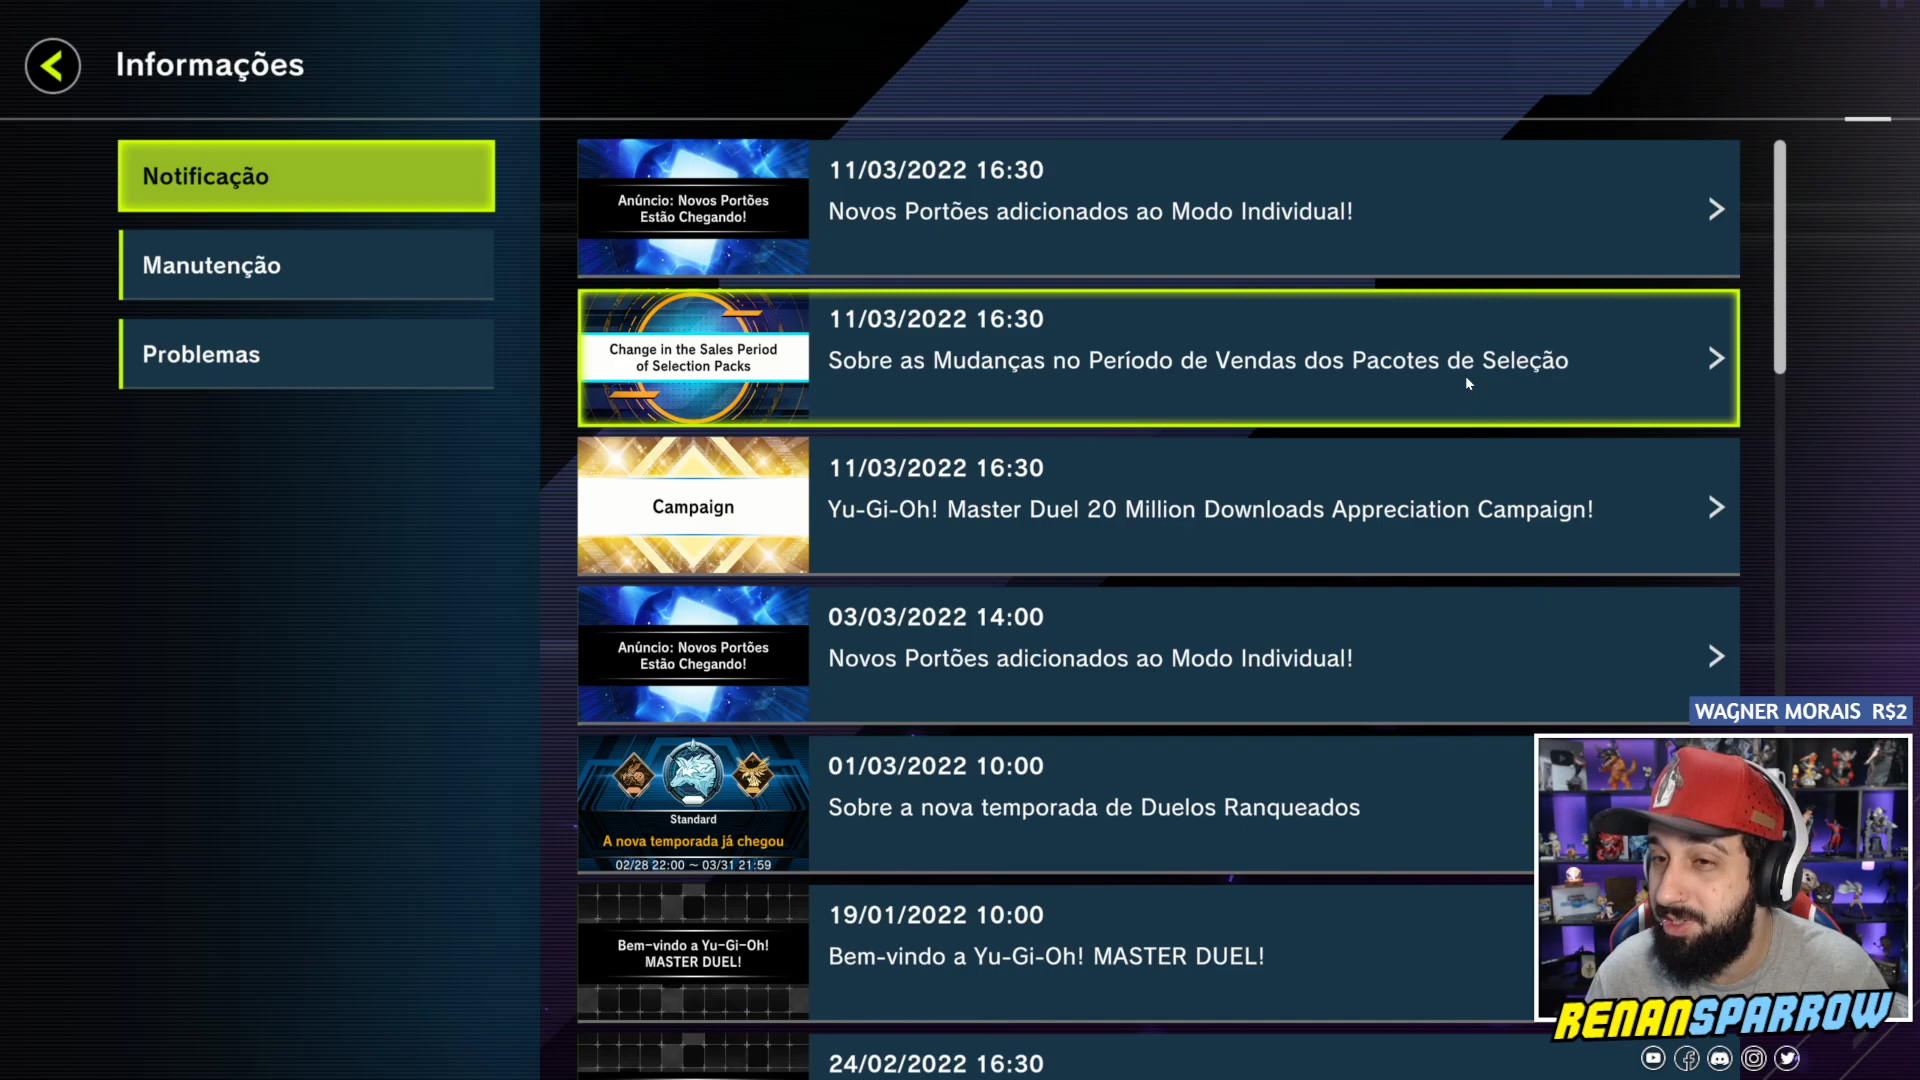 Informações
Notificação
Manutenção
Problemas
Anúncio: Novos Portões
Estão Chegando!
11/03/2022 16:30
Novos Portões adicionados ao Modo Individual!
Change in the Sales Period
of Selection Packs
11/03/2022 16:30
Sobre as Mudanças no Período de Vendas dos Pacotes de Seleção
Campaign
11/03/2022 16:30
Yu-Gi-Oh! Master Duel 20 Million Downloads Appreciation Campaign!
Anúncio: Novos Portões
Estão Chegando!
03/03/2022 14:00
Novos Portões adicionados ao Modo Individual!
WAGNER MORAIS R$2
Standard
A nova temporada já chegou
02/28 22:00 ~ 03/31 21:59
01/03/2022 10:00
Sobre a nova temporada de Duelos Ranqueados
Bem-vindo a Yu-Gi-Oh!
MASTER DUEL!
19/01/2022 10:00
Bem-vindo a Yu-Gi-Oh! MASTER DUEL!
24/02/2022 16:30
RENANSPARROW